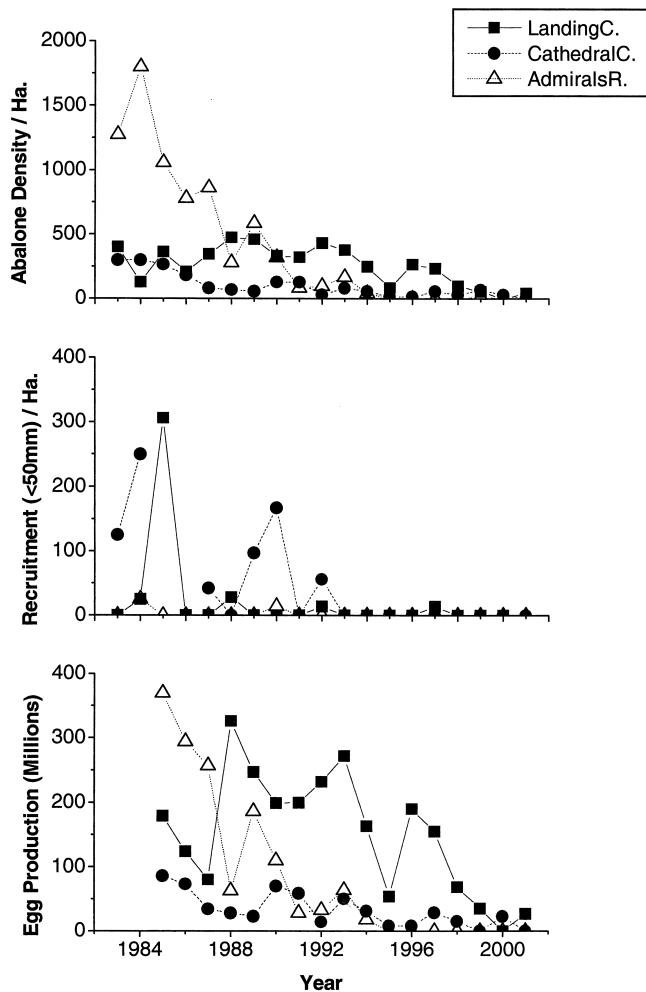 LandingC.
CathedralC.
AdmiralsR.
Abalone Density / Ha.
2000
1500
1000
500
0
Recruitment (<50mm) / Ha.
400
300
200
100
0
Egg Production (Millions)
400
300
200
100
0
1984 1988 1992 1996 2000
Year